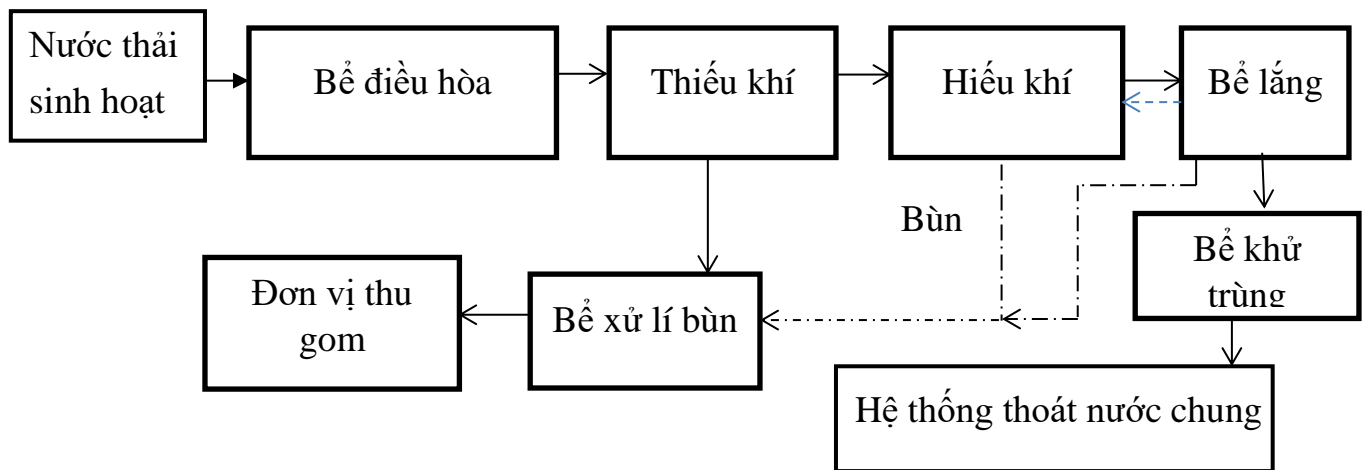 Nước thải
sinh hoạt
Bể điều hòa
Thiếu khí
Hiếu khí
Bể lắng
Bùn
Bể khử
trùng
Đơn vị thu
gom
Bể xử lí bùn
Hệ thống thoát nước chung